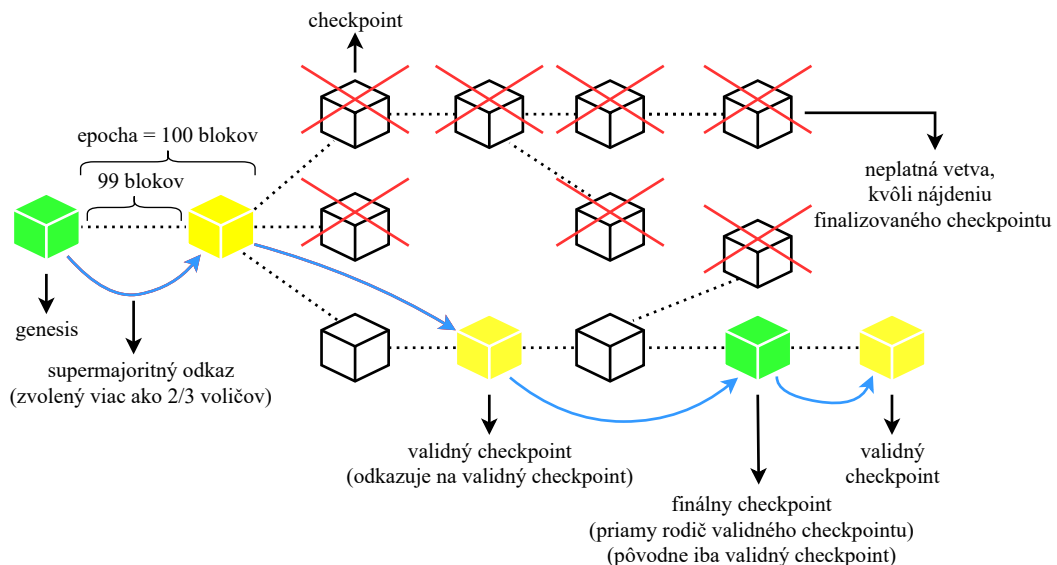 checkpoint
epocha = 100 blokov
99 blokov
neplatná vetva,
kvôli nájdeniu
finalizovaného checkpointu
genesis
supermajoritný odkaz
(zvolený viac ako 2/3 voličov)
validný checkpoint
(odkazuje na validný checkpoint)
validný
checkpoint
finálny checkpoint
(priamy rodič validného checkpointu)
(pôvodne iba validný checkpoint)